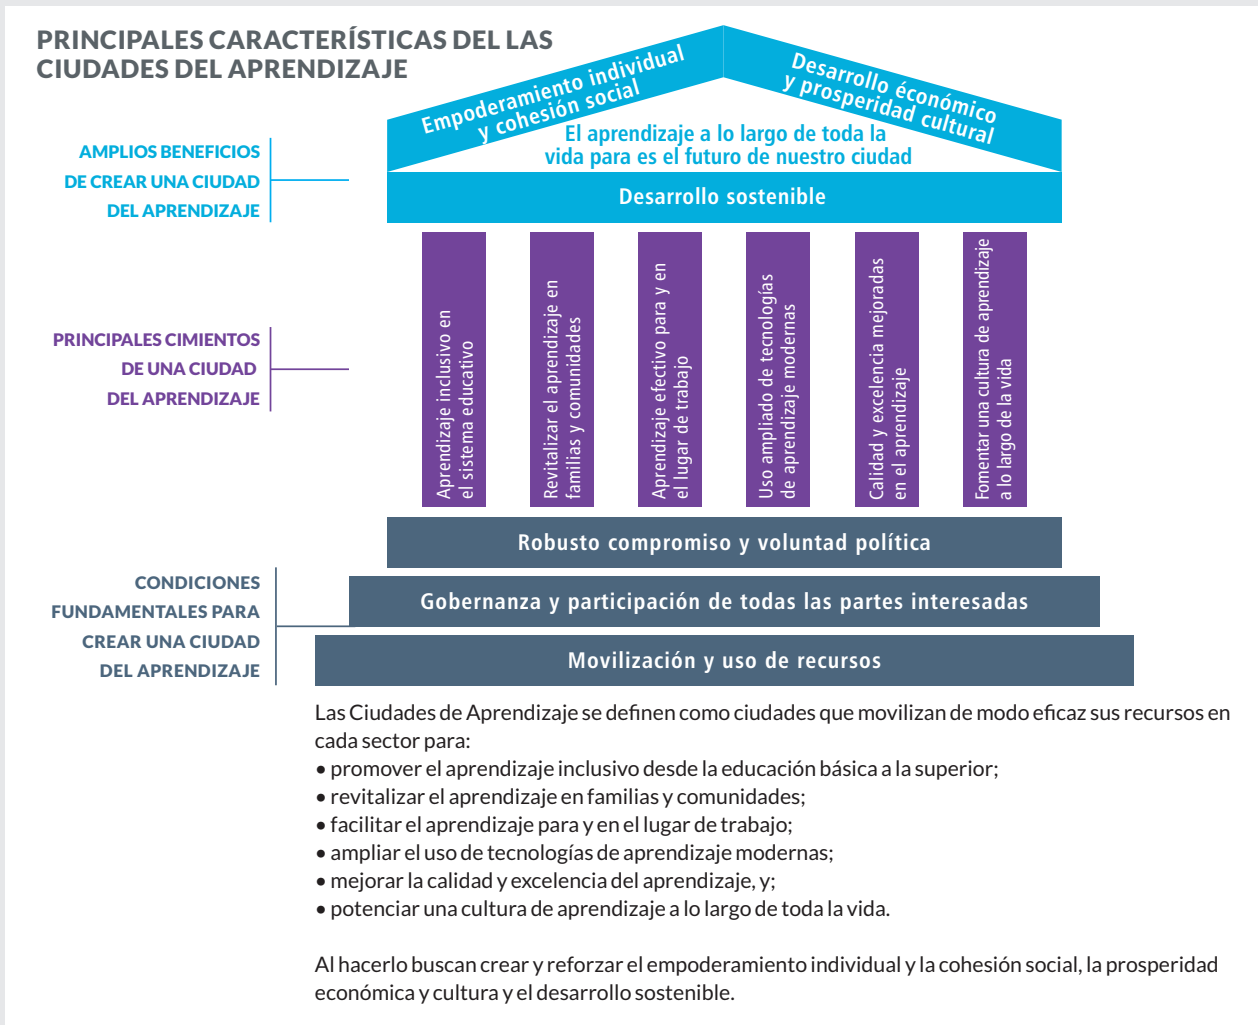 PRINCIPALES CARACTERÍSTICAS DEL LAS
CIUDADES DEL APRENDIZAJE
Empoderamiento individual
y cohesión social
Desarrollo éconómico
y prosperidad cultural
El aprendizaje a lo largo de toda la
vida para es el futuro de nuestro ciudad
Desarrollo sostenible
AMPLIOS BENEFICIOS
DE CREAR UNA CIUDAD
DEL APRENDIZAJE
PRINCIPALES CIMIENTOS
DE UNA CIUDAD
DEL APRENDIZAJE
Aprendizaje inclusivo en
el sistema educativo
Revitalizar el aprendizaje en
familias y comunidades
Aprendizaje efectivo para y en
el lugar de trabajo
Uso ampliado de tecnologías
de aprendizaje modernas
Calidad y excelencia mejoradas
en el aprendizaje
Fomentar una cultura de aprendizaje
a lo largo de la vida
CONDICIONES
FUNDAMENTALES PARA
CREAR UNA CIUDAD
DEL APRENDIZAJE
Robusto compromiso y voluntad política
Gobernanza y participación de todas las partes interesadas
Movilización y uso de recursos
Las Ciudades de Aprendizaje se definen como ciudades que movilizan de modo eficaz sus recursos en
cada sector para:
• promover el aprendizaje inclusivo desde la educación básica a la superior;
• revitalizar el aprendizaje en familias y comunidades;
• facilitar el aprendizaje para y en el lugar de trabajo;
• ampliar el uso de tecnologías de aprendizaje modernas;
• mejorar la calidad y excelencia del aprendizaje, y;
• potenciar una cultura de aprendizaje a lo largo de toda la vida.
Al hacerlo buscan crear y reforzar el empoderamiento individual y la cohesión social, la prosperidad
económica y cultura y el desarrollo sostenible.